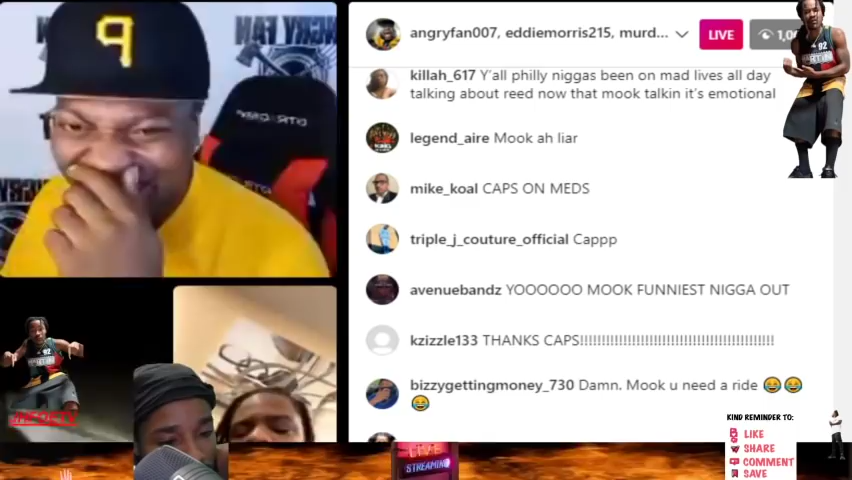 angryfan007, eddiemorris215, murd...
LIVE
killah_617 Y'all philly niggas been on mad lives all day
talking about reed now that mook talkin it's emotional
legend_aire Mook ah liar
mike_koal CAPS ON MEDS
triple_j_couture_official Cappp
avenuebandz YOOOOOO MOOK FUNNIEST NIGGA OUT
kzizzle133 THANKS CAPS!!!!!!!!!!!!!!!!!!!!!!!!!!!!!!!!!!!!!!!!!!!!
bizzygettingmoney_730 Damn. Mook u need a ride 😂😂
😂
KIND REMINDER TO:
LIKE
SHARE
COMMENT
SAVE
LIVE
STREAMING